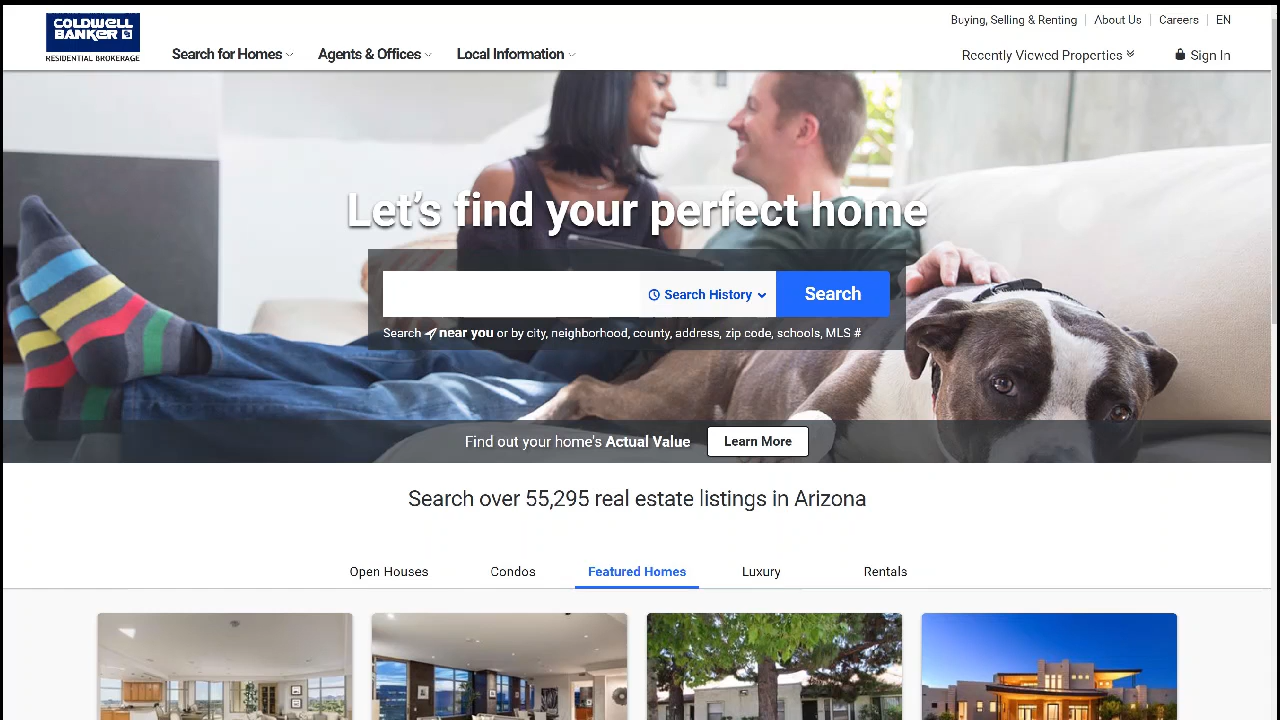 COLDWELL
BANKER
RESIDENTIAL BROKERAGE
Buying, Selling & Renting
About Us
Careers
EN
Search for Homes
Agents & Offices
Local Information
Recently Viewed Properties
Sign In
Let's find your perfect home
Search History
Search
Search near you or by city, neighborhood, county, address, zip code, schools, MLS #
Find out your home's Actual Value
Learn More
Search over 55,295 real estate listings in Arizona
Open Houses
Condos
Featured Homes
Luxury
Rentals